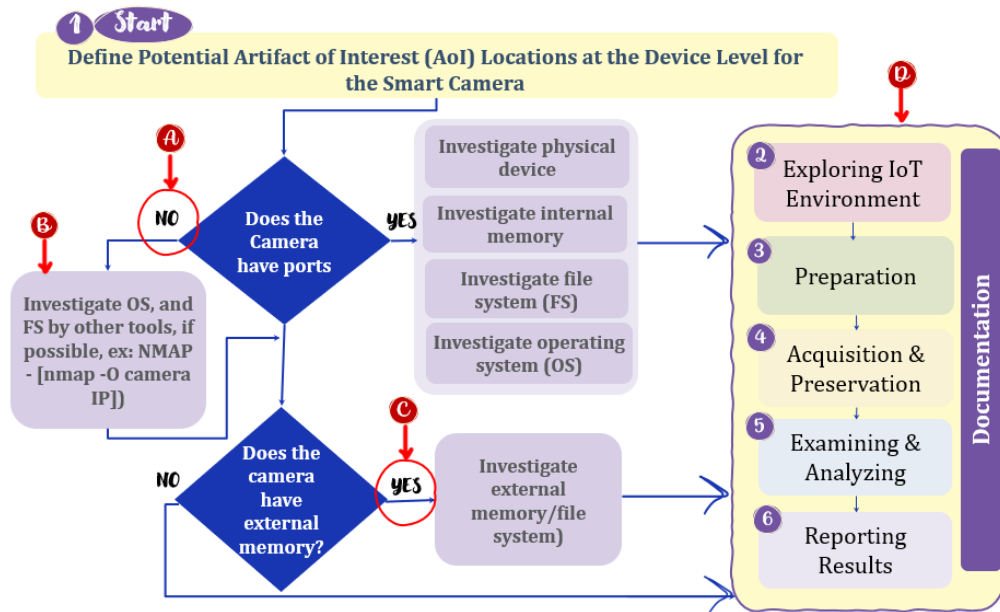 1 Start
Define Potential Artifact of Interest (AoI) Locations at the Device Level for
the Smart Camera
A
B
NO
Does the
Camera
have ports
YES
Investigate physical
device
Investigate internal
memory
Investigate file
system (FS)
Investigate operating
system (OS)
Investigate OS, and
FS by other tools, if
possible, ex: NMAP
- [nmap -O camera
IP])
NO
Does the
camera
have
external
memory?
C
YES
Investigate
external
memory/file
system)
D
2
Exploring IoT
Environment
3
Preparation
4
Acquisition &
Preservation
5
Examining &
Analyzing
6
Reporting
Results
Documentation